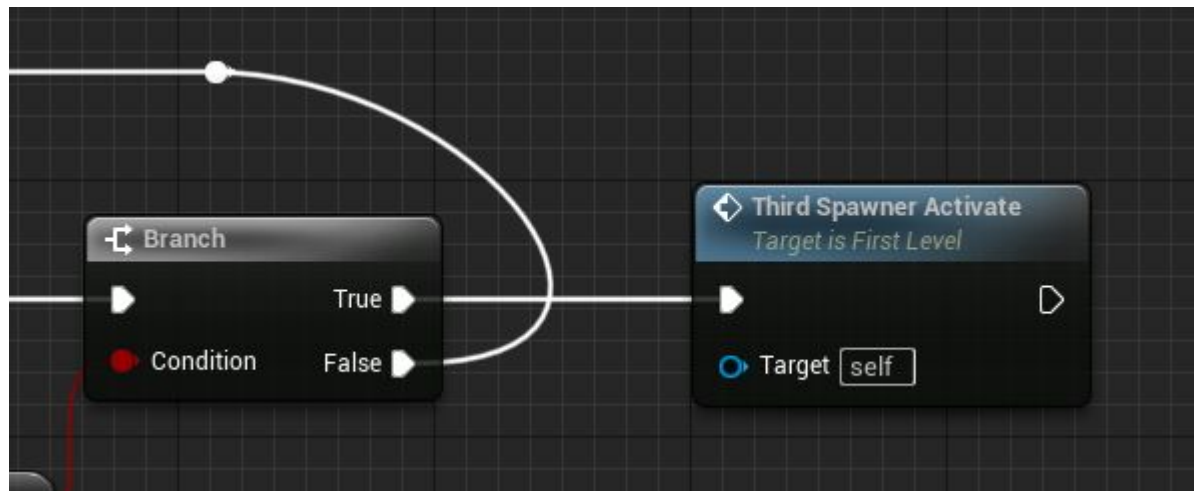 Branch
True
Condition
False
Third Spawner Activate
Target is First Level
Target self